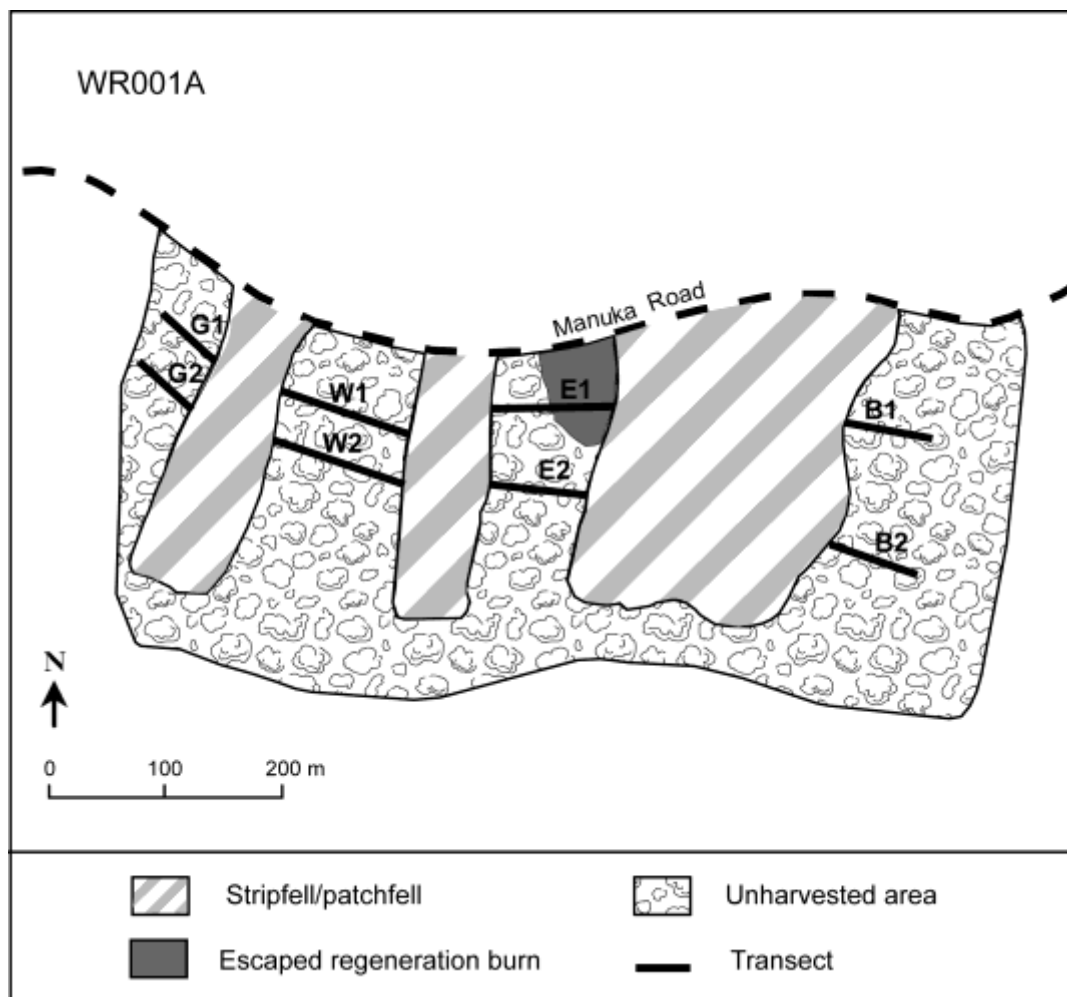 WR001A
Manuka Road
G1
G2
W1
W2
E1
E2
B1
B2
N
0 100 200 m
Stripfell/patchfell
Unharvested area
Escaped regeneration burn
Transect